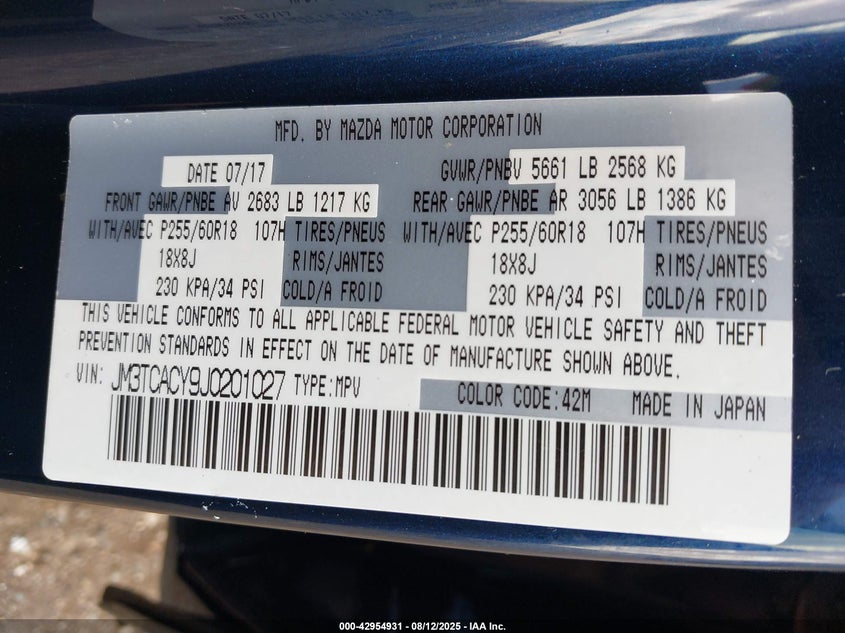 MFD. BY MAZDA MOTOR CORPORATION
DATE 07/17 GVWR/PNBV 5661 LB 2568 KG
FRONT GAWR/PNBE AV 2683 LB 1217 KG REAR GAWR/PNBE AR 3056 LB 1386 KG
WITH/AVEC P255/60R18 107H TIRES/PNEUS WITH/AVEC P255/60R18 107H TIRES/PNEUS
18X8J RIMS/JANTES 18X8J RIMS/JANTES
230 KPA/34 PSI COLD/A FROID 230 KPA/34 PSI COLD/A FROID
THIS VEHICLE CONFORMS TO ALL APPLICABLE FEDERAL MOTOR VEHICLE SAFETY AND THEFT
PREVENTION STANDARDS IN EFFECT ON THE DATE OF MANUFACTURE SHOWN ABOVE.
VIN: JM3TCACY9J0201027 TYPE:MPV COLOR CODE:42M MADE IN JAPAN
000-42954931 - 08/12/2025 - IAA Inc.